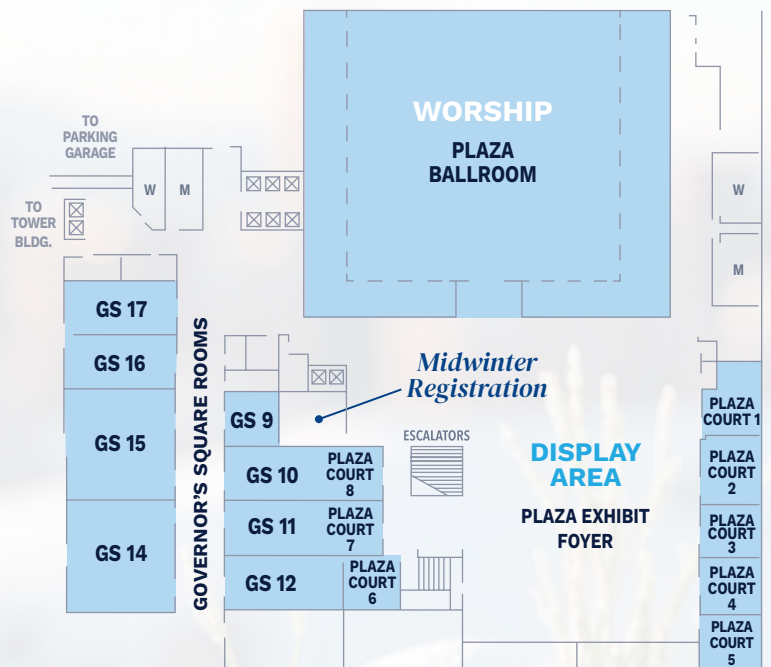 WORSHIP
PLAZA
BALLROOM
TO
PARKING
GARAGE
W
M
TO
TOWER
BLDG.
W
M
GS 17
GS 16
GS 15
GS 14
GOVERNOR'S SQUARE ROOMS
Midwinter
Registration
GS 9
GS 10
PLAZA
COURT
8
GS 11
PLAZA
COURT
7
GS 12
PLAZA
COURT
6
ESCALATORS
DISPLAY
AREA
PLAZA EXHIBIT
FOYER
PLAZA
COURT 1
PLAZA
COURT
2
PLAZA
COURT
3
PLAZA
COURT
4
PLAZA
COURT
5